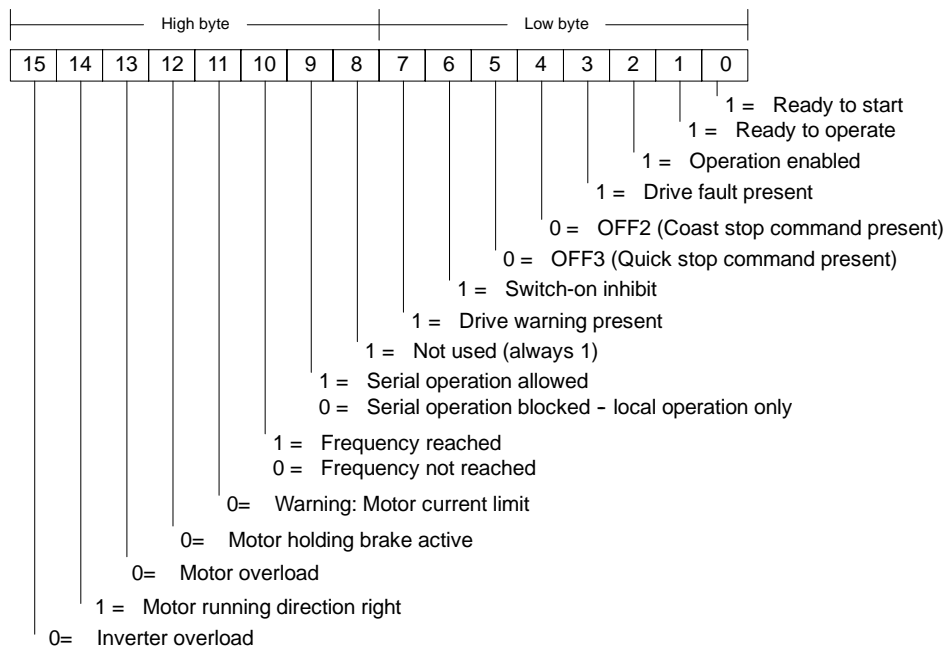 High byte Low byte
15 14 13 12 11 10 9 8 7 6 5 4 3 2 1 0
1 = Ready to start
1 = Ready to operate
1 = Operation enabled
1 = Drive fault present
0 = OFF2 (Coast stop command present)
0 = OFF3 (Quick stop command present)
1 = Switch-on inhibit
1 = Drive warning present
1 = Not used (always 1)
1 = Serial operation allowed
0 = Serial operation blocked - local operation only
1 = Frequency reached
0 = Frequency not reached
0= Warning: Motor current limit
0= Motor holding brake active
0= Motor overload
1 = Motor running direction right
0= Inverter overload